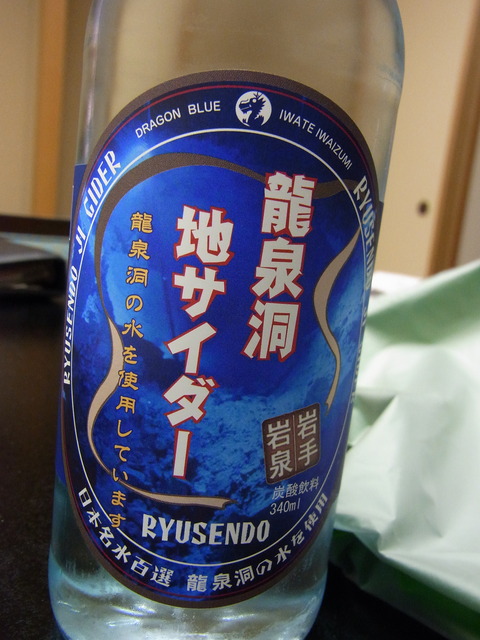 DRAGON BLUE
IWATE IWAIZUMI
RYUSENDO JI CIDER
龍泉洞
地サイダー
龍泉洞の水を使用しています
岩手
岩泉
炭酸飲料
340ml
RYUSENDO
日本名水百選 龍泉洞の水を使用